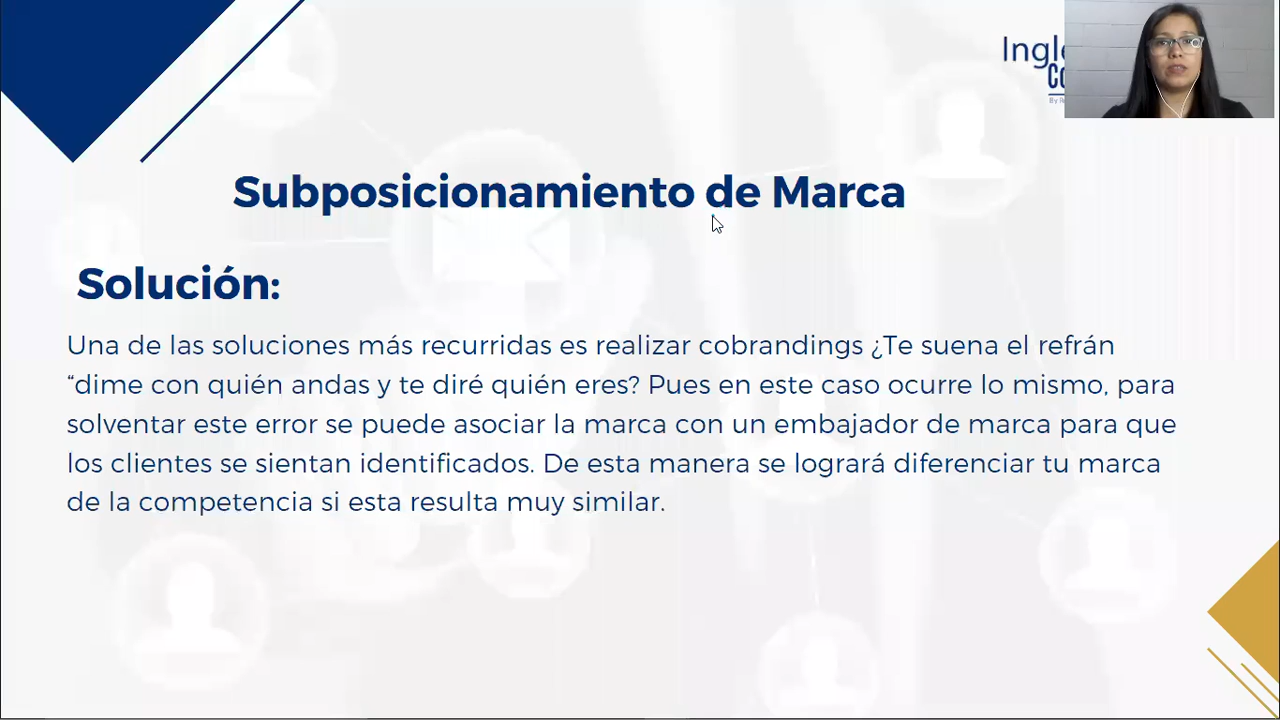 Subposicionamiento de Marca
Solución:
Una de las soluciones más recurridas es realizar cobrandings ¿Te suena el refrán
“dime con quién andas y te diré quién eres? Pues en este caso ocurre lo mismo, para
solventar este error se puede asociar la marca con un embajador de marca para que
los clientes se sientan identificados. De esta manera se logrará diferenciar tu marca
de la competencia si esta resulta muy similar.